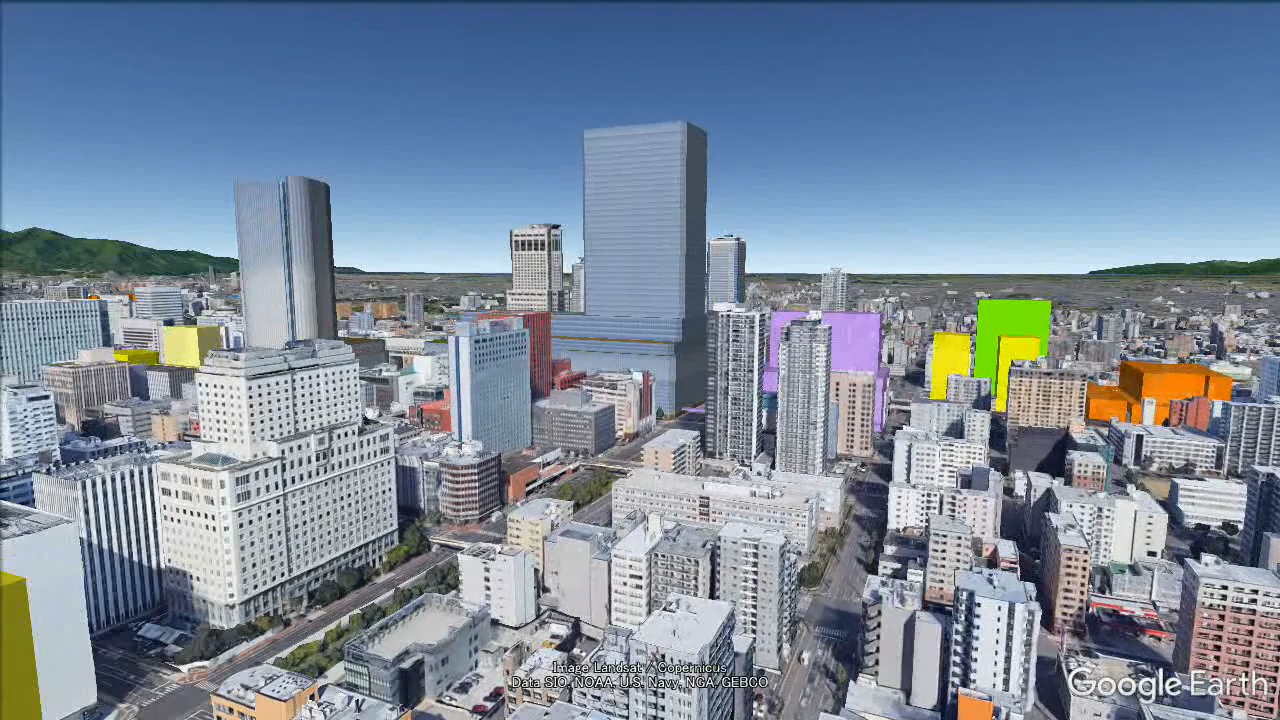 Image Landsat / Copernicus
Data SIO, NOAA, U.S. Navy, NGA, GEBCO
Google Earth